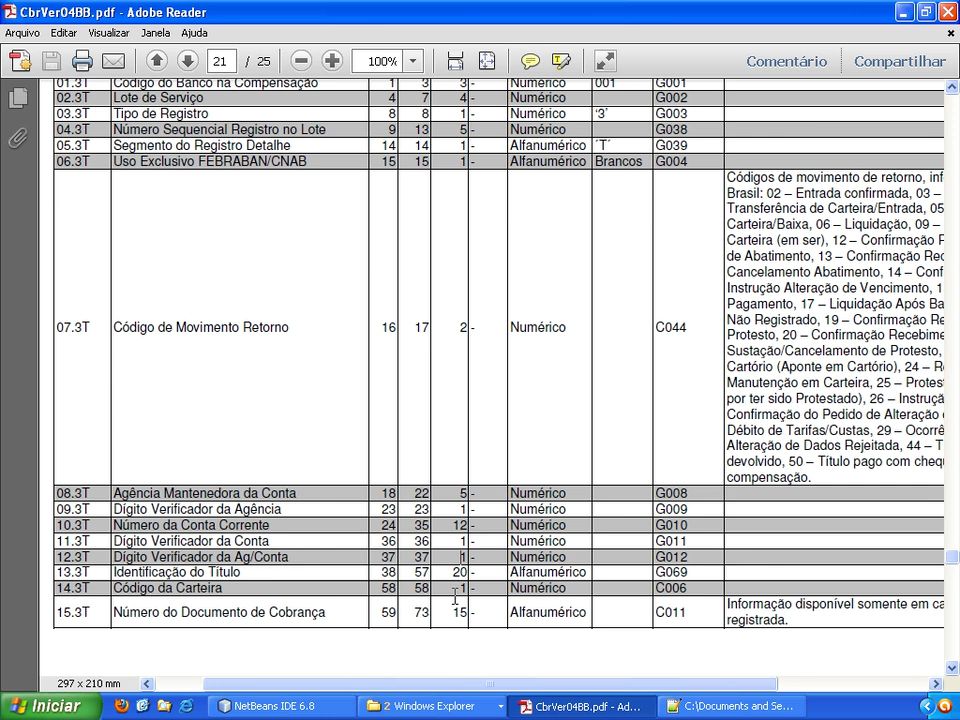 CbrVer04BB.pdf - Adobe Reader
Arquivo Editar Visualizar Janela Ajuda
21 / 25 100% Comentário Compartilhar
01.3T Código do Banco na Compensação 1 3 3 - Numérico 001 G001
02.3T Lote de Serviço 4 7 4 - Numérico G002
03.3T Tipo de Registro 8 8 1 - Numérico ‘3’ G003
04.3T Número Sequencial Registro no Lote 9 13 5 - Numérico G038
05.3T Segmento do Registro Detalhe 14 14 1 - Alfanumérico ´T´ G039
06.3T Uso Exclusivo FEBRABAN/CNAB 15 15 1 - Alfanumérico Brancos G004
07.3T Código de Movimento Retorno 16 17 2 - Numérico C044
Códigos de movimento de retorno, inf
Brasil: 02 – Entrada confirmada, 03 –
Transferência de Carteira/Entrada, 05
Carteira/Baixa, 06 – Liquidação, 09 –
Carteira (em ser), 12 – Confirmação
de Abatimento, 13 – Confirmação Rec
Cancelamento Abatimento, 14 – Conf
Instrução Alteração de Vencimento, 1
Pagamento, 17 – Liquidação Após Ba
Não Registrado, 19 – Confirmação Re
Protesto, 20 – Confirmação Recebime
Sustação/Cancelamento de Protesto,
Cartório (Aponte em Cartório), 24 – R
Manutenção em Carteira, 25 – Protes
por ter sido Protestado), 26 – Instruçã
Confirmação do Pedido de Alteração
Débito de Tarifas/Custas, 29 – Ocorrê
Alteração de Dados Rejeitada, 44 – T
devolvido, 50 – Título pago com chequ
compensação.
08.3T Agência Mantenedora da Conta 18 22 5 - Numérico G008
09.3T Dígito Verificador da Agência 23 23 1 - Numérico G009
10.3T Número da Conta Corrente 24 35 12 - Numérico G010
11.3T Dígito Verificador da Conta 36 36 1 - Numérico G011
12.3T Dígito Verificador da Ag/Conta 37 37 1 - Numérico G012
13.3T Identificação do Título 38 57 20 - Alfanumérico G069
14.3T Código da Carteira 58 58 1 - Numérico C006
15.3T Número do Documento de Cobrança 59 73 15 - Alfanumérico C011 Informação disponível somente em ca
registrada.
297 x 210 mm
Iniciar NetBeans IDE 6.8 2 Windows Explorer CbrVer04BB.pdf - Ad... C:\Documents and Se...